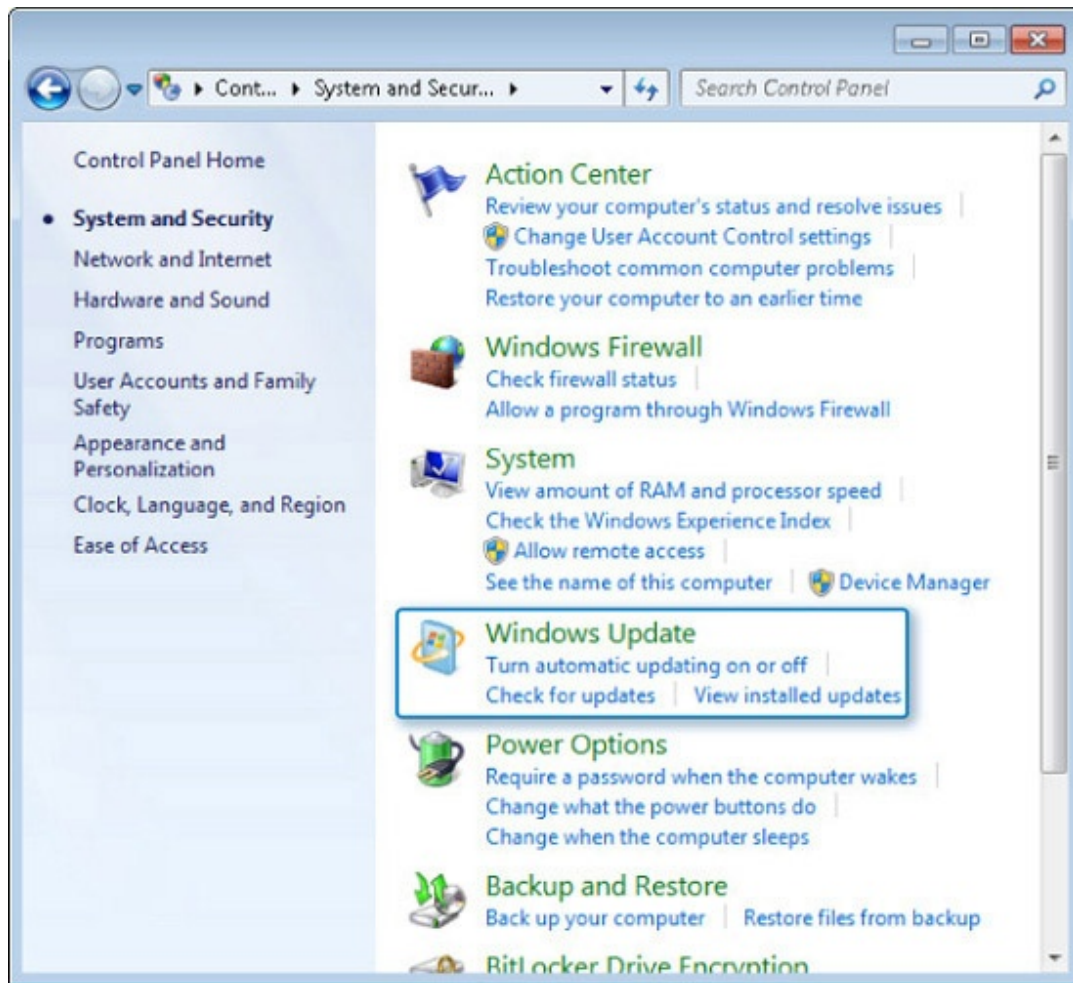 Cont... System and Secur...
Search Control Panel
Control Panel Home
System and Security
Network and Internet
Hardware and Sound
Programs
User Accounts and Family
Safety
Appearance and
Personalization
Clock, Language, and Region
Ease of Access
Action Center
Review your computer's status and resolve issues
Change User Account Control settings
Troubleshoot common computer problems
Restore your computer to an earlier time
Windows Firewall
Check firewall status
Allow a program through Windows Firewall
System
View amount of RAM and processor speed
Check the Windows Experience Index
Allow remote access
See the name of this computer Device Manager
Windows Update
Turn automatic updating on or off
Check for updates View installed updates
Power Options
Require a password when the computer wakes
Change what the power buttons do
Change when the computer sleeps
Backup and Restore
Back up your computer Restore files from backup
BitLocker Drive Encryption